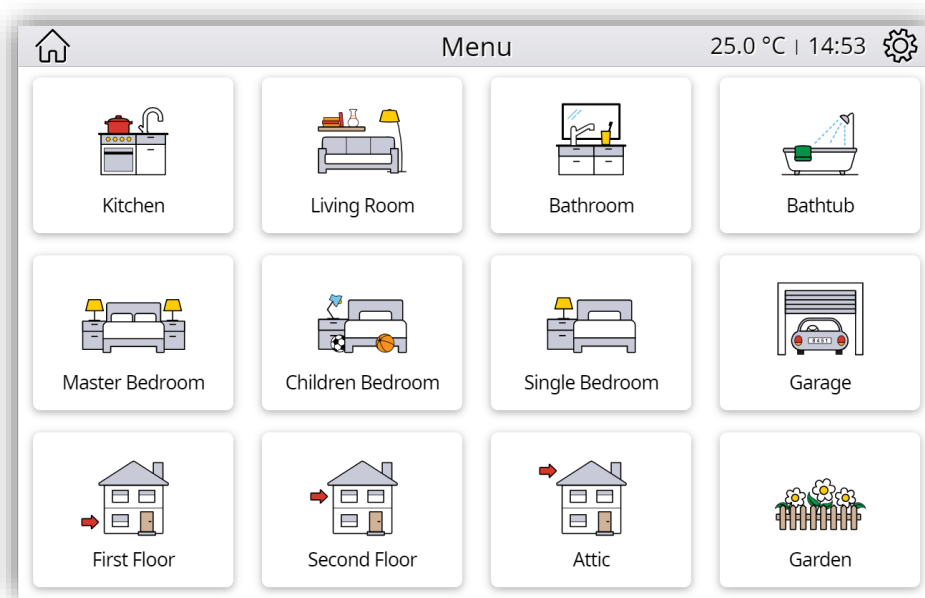 Menu
25.0 °C | 14:53
Kitchen
Living Room
Bathroom
Bathtub
Master Bedroom
Children Bedroom
Single Bedroom
Garage
First Floor
Second Floor
Attic
Garden